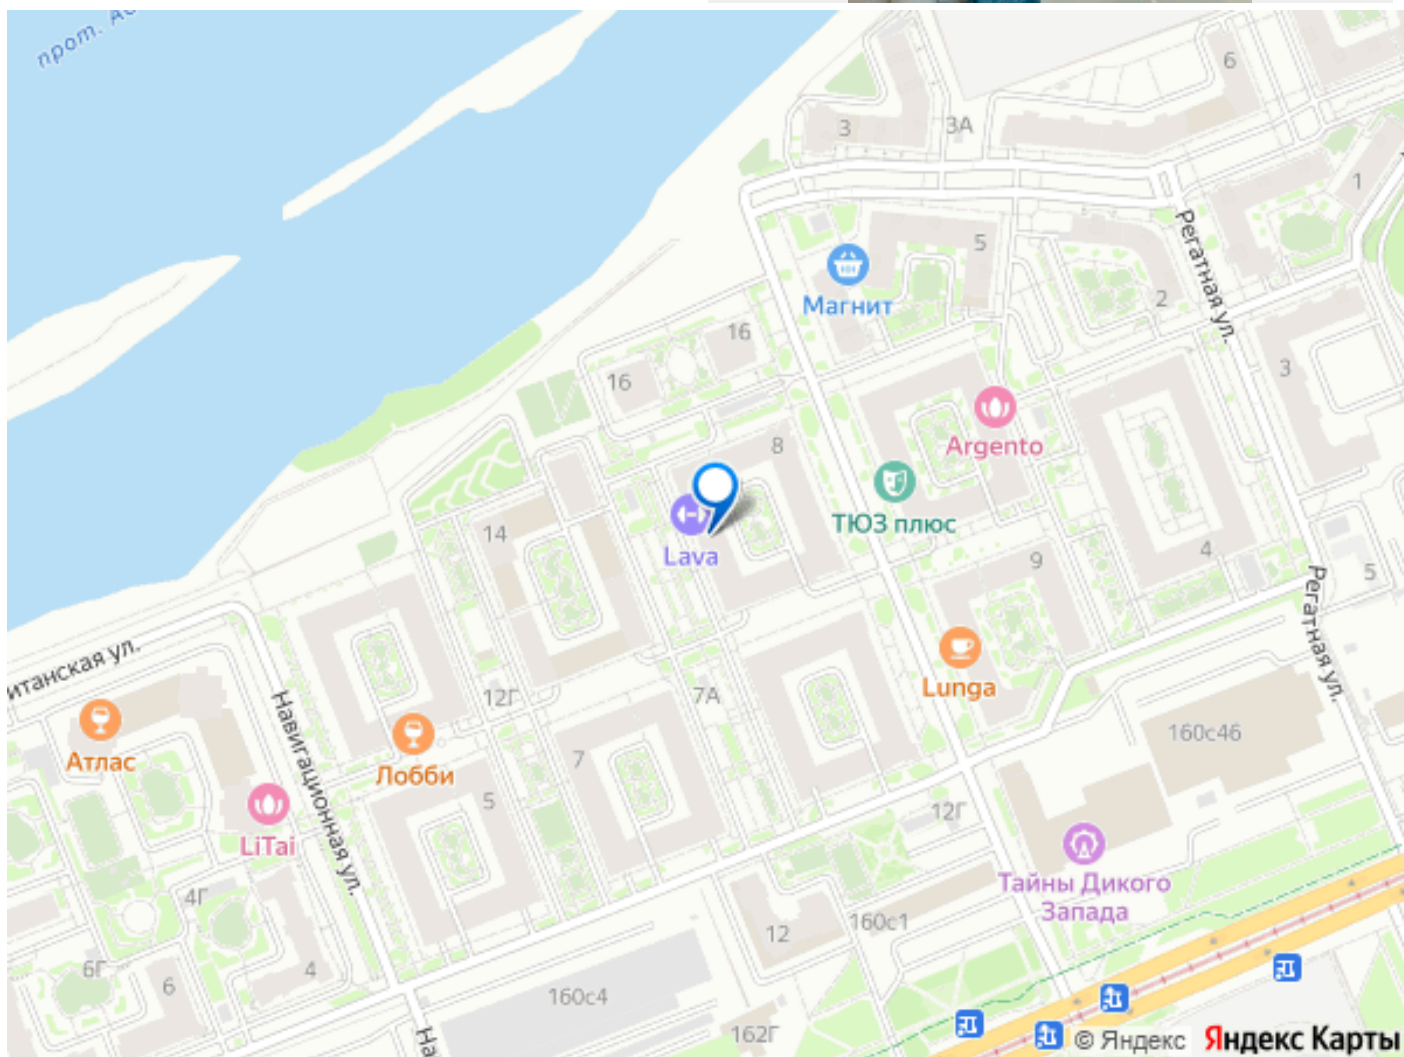 прот.
6
3
3А
1
Регатная ул.
5
2
Магнит
16
3
16
8
Argento
ТЮЗ плюс
14
Lava
9
4
5
Регатная ул.
итанская ул.
Lunga
12Г
7А
Навигационная ул.
160с46
Атлас
7
Лобби
5
12Г
LiTai
Тайны Дикого
Запада
4Г
160с1
12
6Г
4
6
160с4
На
162Г
© Яндекс
Яндекс Карты